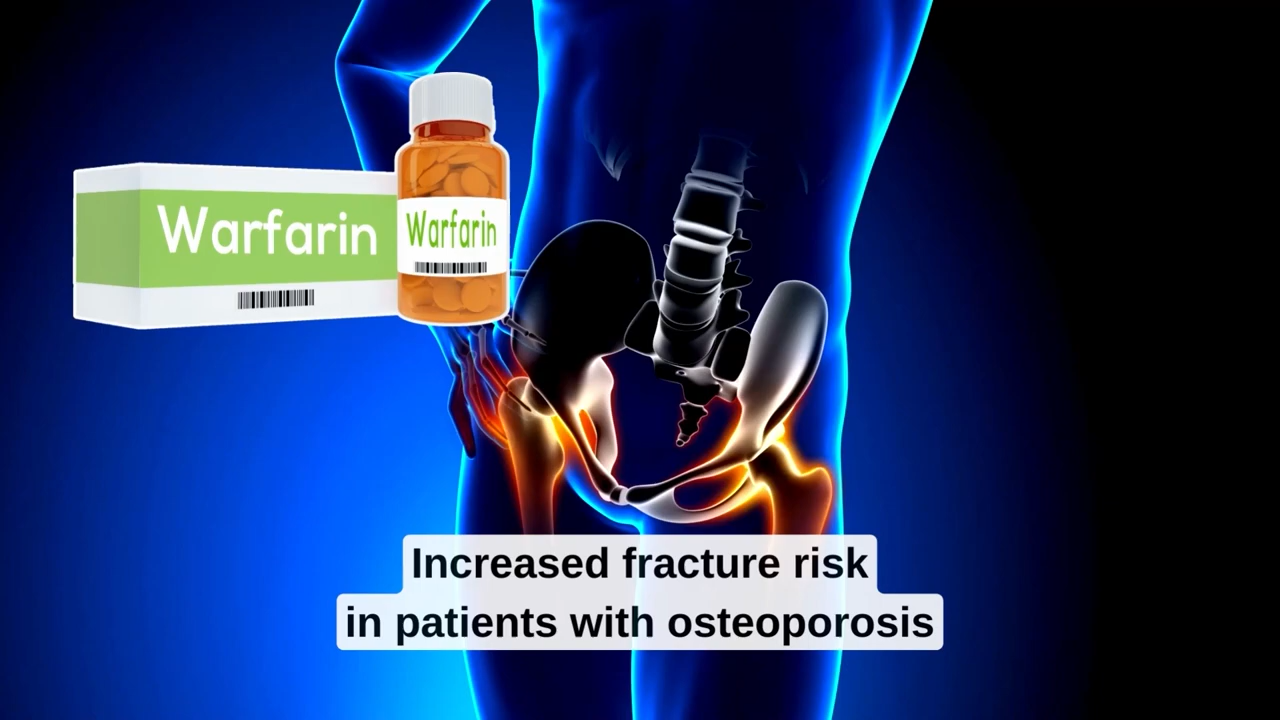 Warfarin
Warfarin
Increased fracture risk
in patients with osteoporosis